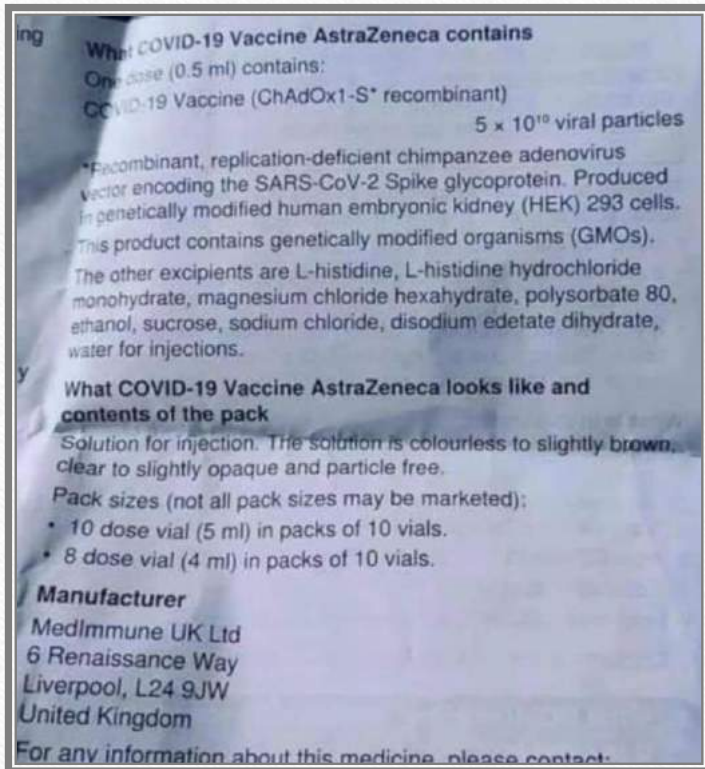 ing
What COVID-19 Vaccine AstraZeneca contains
One dose (0.5 ml) contains:
COVID-19 Vaccine (ChAdOx1-S* recombinant)
5 x 10¹⁰ viral particles
*Recombinant, replication-deficient chimpanzee adenovirus
vector encoding the SARS-CoV-2 Spike glycoprotein. Produced
in genetically modified human embryonic kidney (HEK) 293 cells.
This product contains genetically modified organisms (GMOs).
The other excipients are L-histidine, L-histidine hydrochloride
monohydrate, magnesium chloride hexahydrate, polysorbate 80,
ethanol, sucrose, sodium chloride, disodium edetate dihydrate,
water for injections.
y
What COVID-19 Vaccine AstraZeneca looks like and
contents of the pack
Solution for injection. The solution is colourless to slightly brown,
clear to slightly opaque and particle free.
Pack sizes (not all pack sizes may be marketed):
• 10 dose vial (5 ml) in packs of 10 vials.
• 8 dose vial (4 ml) in packs of 10 vials.
Manufacturer
MedImmune UK Ltd
6 Renaissance Way
Liverpool, L24 9JW
United Kingdom
For any information about this medicine, please contact: